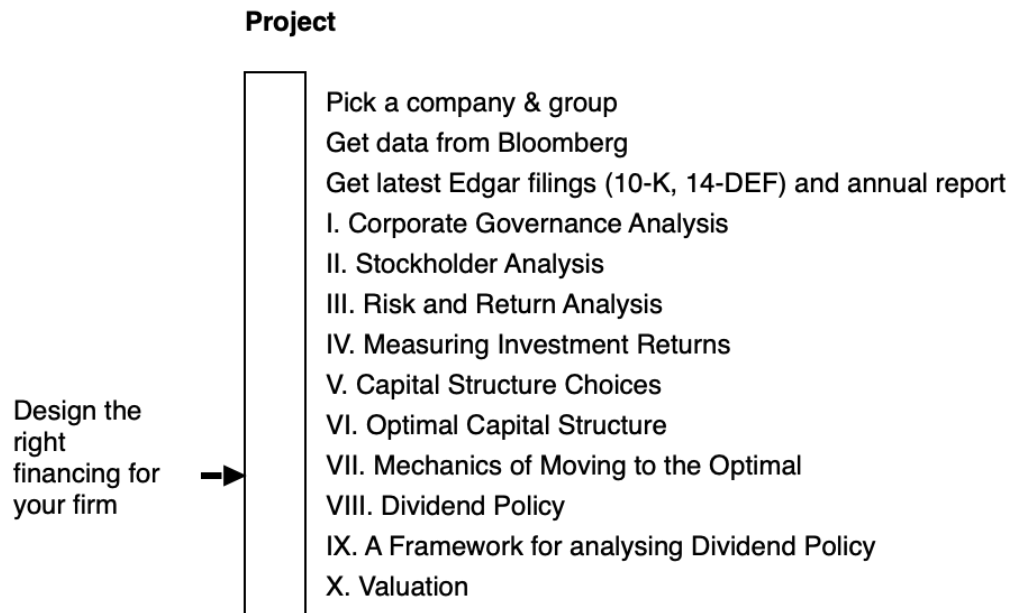 Project
Pick a company & group
Get data from Bloomberg
Get latest Edgar filings (10-K, 14-DEF) and annual report
I. Corporate Governance Analysis
II. Stockholder Analysis
III. Risk and Return Analysis
IV. Measuring Investment Returns
V. Capital Structure Choices
VI. Optimal Capital Structure
VII. Mechanics of Moving to the Optimal
VIII. Dividend Policy
IX. A Framework for analysing Dividend Policy
X. Valuation
Design the
right
financing for
your firm